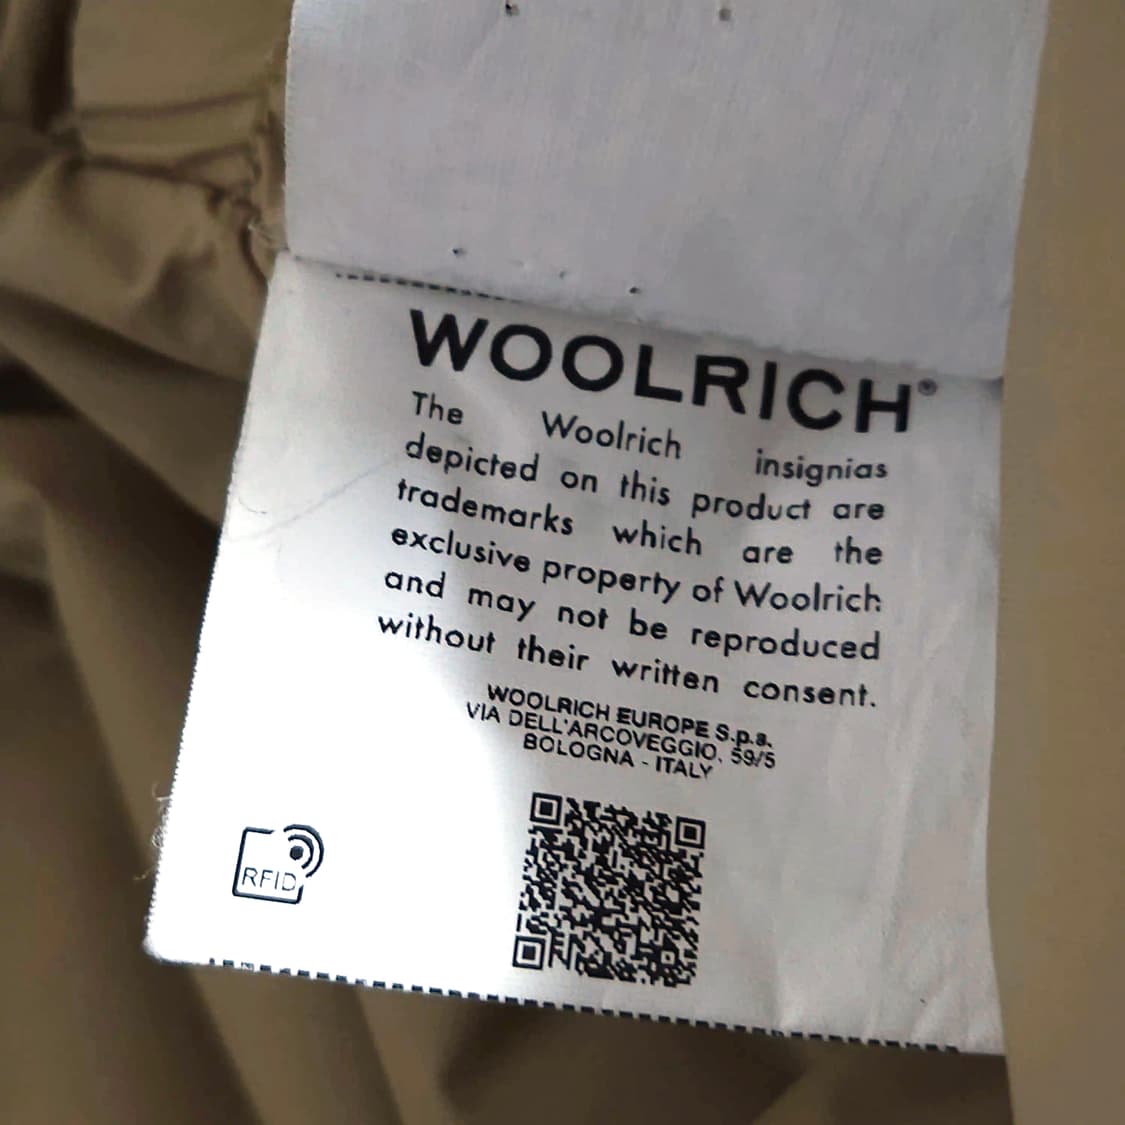 WOOLRICH®
The Woolrich insignias
depicted on this product are
trademarks which are the
exclusive property of Woolrich
and may not be reproduced
without their written consent.
WOOLRICH EUROPE S.p.a.
VIA DELL'ARCOVEGGIO, 59/5
BOLOGNA - ITALY
RFID